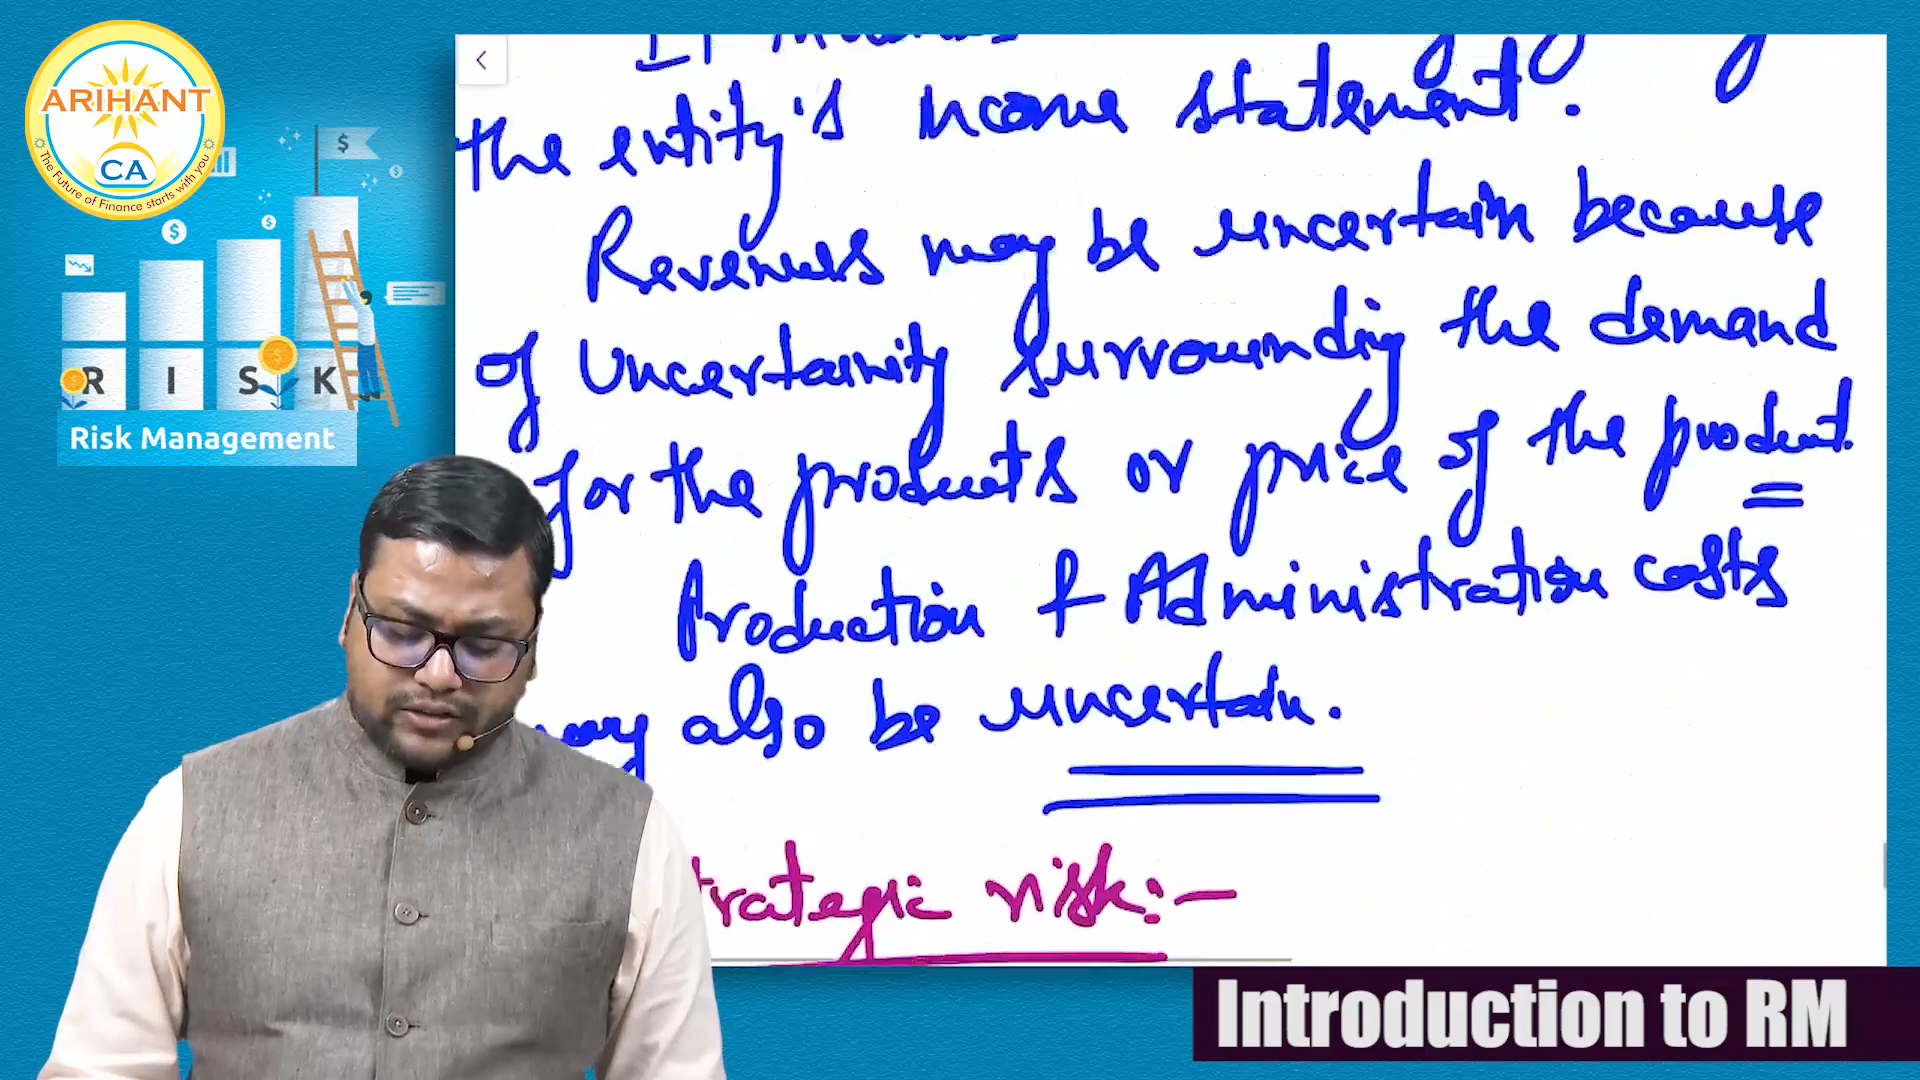 ARIHANT
CA
The Future of Finance starts with you
$
$
$
$
R I S K
Risk Management
It
the entity's income statement.
Revenues may be uncertain because
of Uncertainity surrounding the demand
for the products or price of the product.
Production & Administration costs
may also be uncertain.
trategic risk:-
Introduction to RM